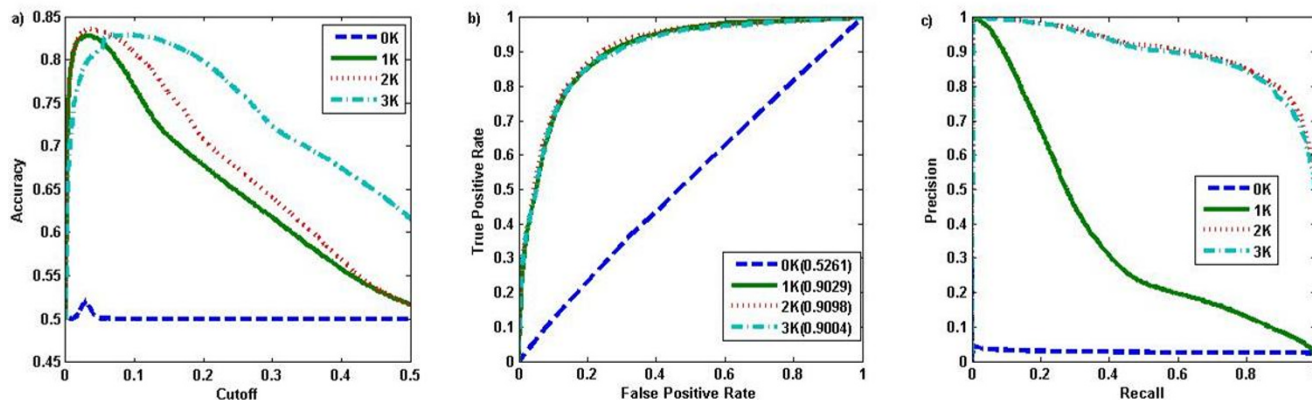 a)
0.85
0.8
0.75
0.7
0.65
0.6
0.55
0.5
0.45
Accuracy
0K
1K
2K
3K
0
0.1
0.2
0.3
0.4
0.5
Cutoff
b)
1
0.9
0.8
0.7
0.6
0.5
0.4
0.3
0.2
0.1
0
True Positive Rate
0K(0.5261)
1K(0.9029)
2K(0.9098)
3K(0.9004)
0
0.2
0.4
0.6
0.8
1
False Positive Rate
c)
1
0.9
0.8
0.7
0.6
0.5
0.4
0.3
0.2
0.1
0
Precision
0K
1K
2K
3K
0
0.2
0.4
0.6
0.8
Recall